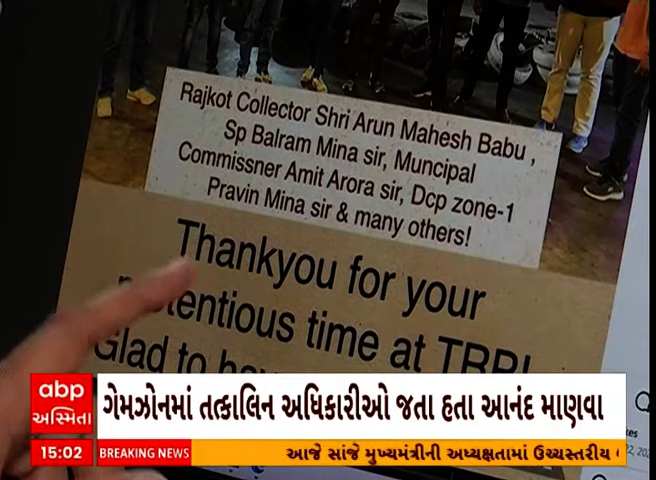 Rajkot Collector Shri Arun Mahesh Babu ,
Sp Balram Mina sir, Muncipal
Commissner Amit Arora sir, Dcp zone-1
Pravin Mina sir & many others!
Thankyou for your
time at TRP!
Glad to
abp
અસ્મિતા
ગેમઝોનમાં તત્કાલિન અધિકારીઓ જતા હતા આનંદ માણવા
15:02
BREAKING NEWS
આજે સાંજે મુખ્યમંત્રીની અધ્યક્ષતામાં ઉચ્ચસ્તરીય